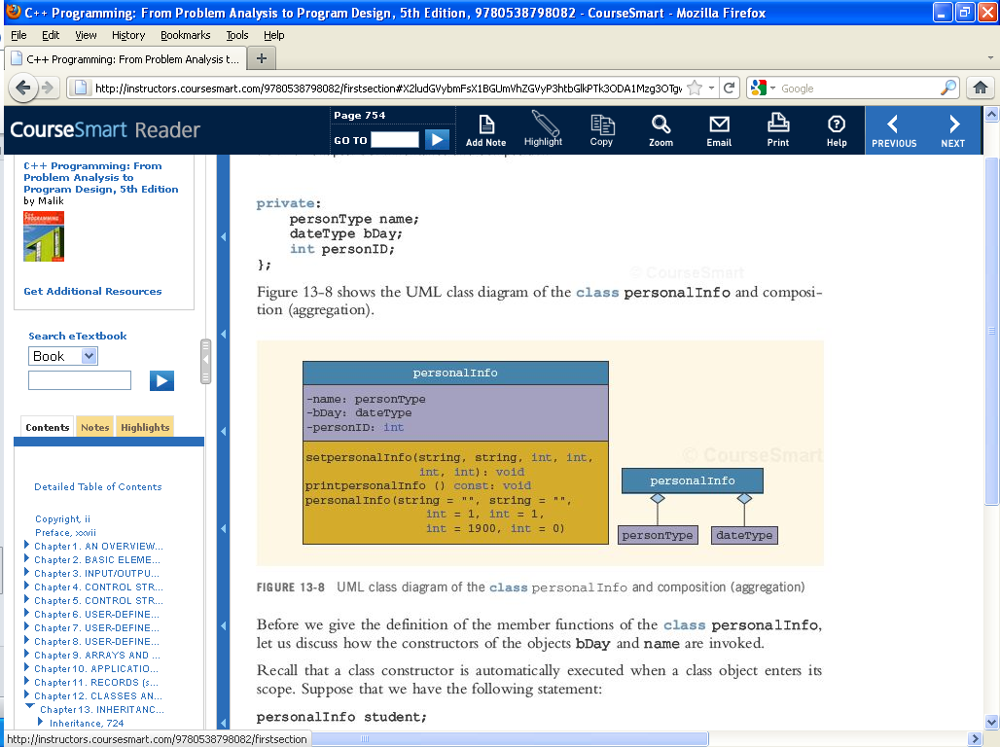 C++ Programming: From Problem Analysis to Program Design, 5th Edition, 9780538798082 - CourseSmart - Mozilla Firefox
File Edit View History Bookmarks Tools Help
C++ Programming: From Problem Analysis t...
Google
CourseSmart Reader
Page 754
GO TO
Add Note Highlight Copy Zoom Email Print Help PREVIOUS NEXT
C++ Programming: From
Problem Analysis to
Program Design, 5th Edition
by Malik
Get Additional Resources
Search eTextbook
Book
Contents Notes Highlights
Detailed Table of Contents
Copyright, ii
Preface, xxvii
Chapter 1. AN OVERVIEW...
Chapter 2. BASIC ELEME...
Chapter 3. INPUT/OUTPU...
Chapter 4. CONTROL STR...
Chapter 5. CONTROL STR...
Chapter 6. USER-DEFINE...
Chapter 7. USER-DEFINE...
Chapter 8. USER-DEFINE...
Chapter 9. ARRAYS AND ...
Chapter 10. APPLICATIO...
Chapter 11. RECORDS (s...
Chapter 12. CLASSES AN...
Chapter 13. INHERITANC...
Inheritance, 724
private:
personType name;
dateType bDay;
int personID;
};
© CourseSmart
Figure 13-8 shows the UML class diagram of the class personalInfo and composi-
tion (aggregation).
personalInfo
-name: personType
-bDay: dateType
-personID: int
setpersonalInfo(string, string, int, int,
int, int): void
printpersonalInfo () const: void
personalInfo(string = "", string = "",
int = 1, int = 1,
int = 1900, int = 0)
© CourseSmart
personalInfo
personType dateType
FIGURE 13-8 UML class diagram of the class personalInfo and composition (aggregation)
Before we give the definition of the member functions of the class personalInfo,
let us discuss how the constructors of the objects bDay and name are invoked.
Recall that a class constructor is automatically executed when a class object enters its
scope. Suppose that we have the following statement:
personalInfo student;
http://instructors.coursesmart.com/9780538798082/firstsection